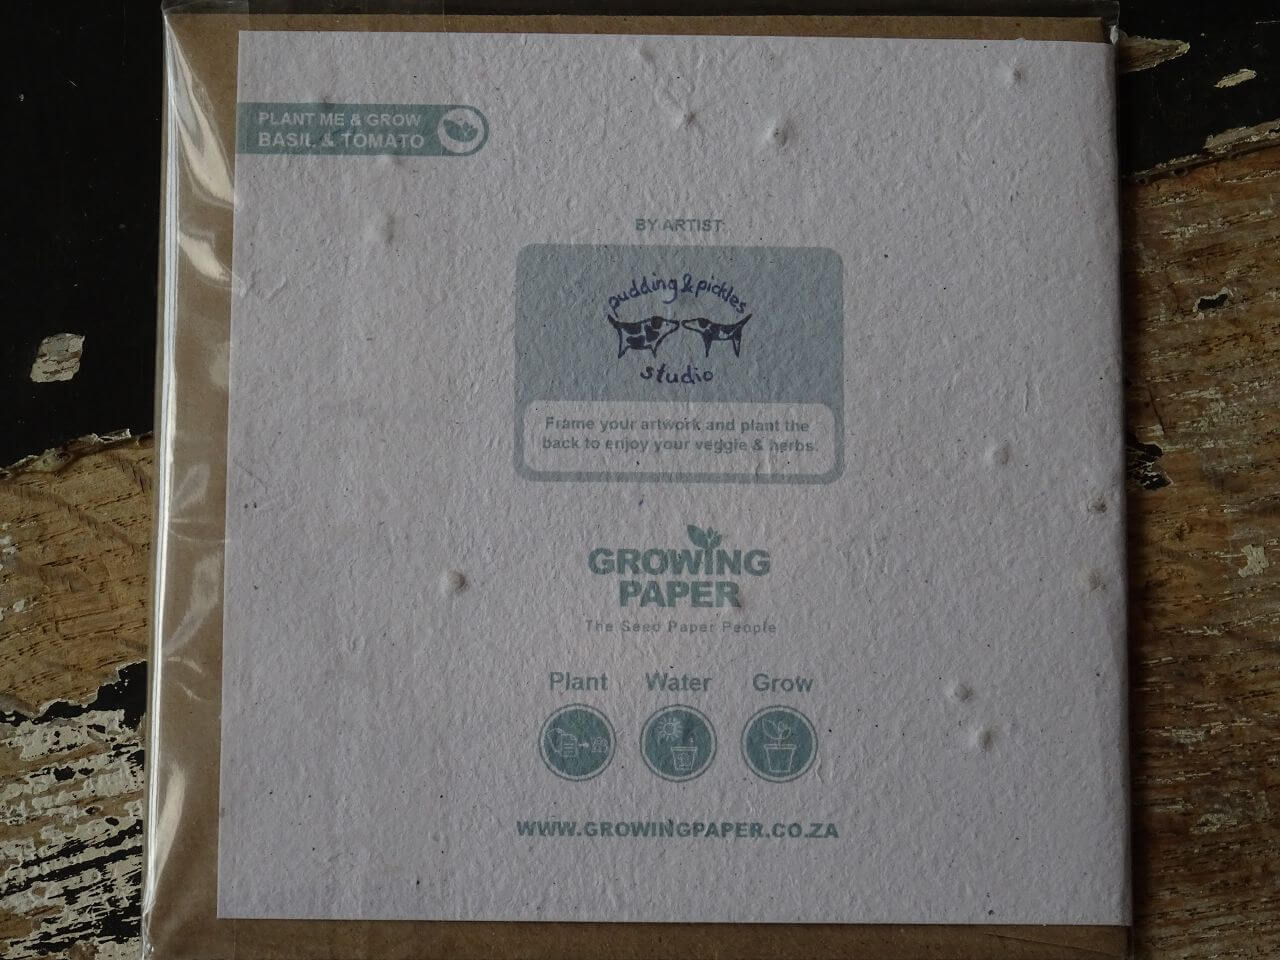 PLANT ME & GROW
BASIL & TOMATO
BY ARTIST:
pudding & pickles
studio
Frame your artwork and plant the
back to enjoy your veggie & herbs.
GROWING
PAPER
The Seed Paper People
Plant Water Grow
WWW.GROWINGPAPER.CO.ZA